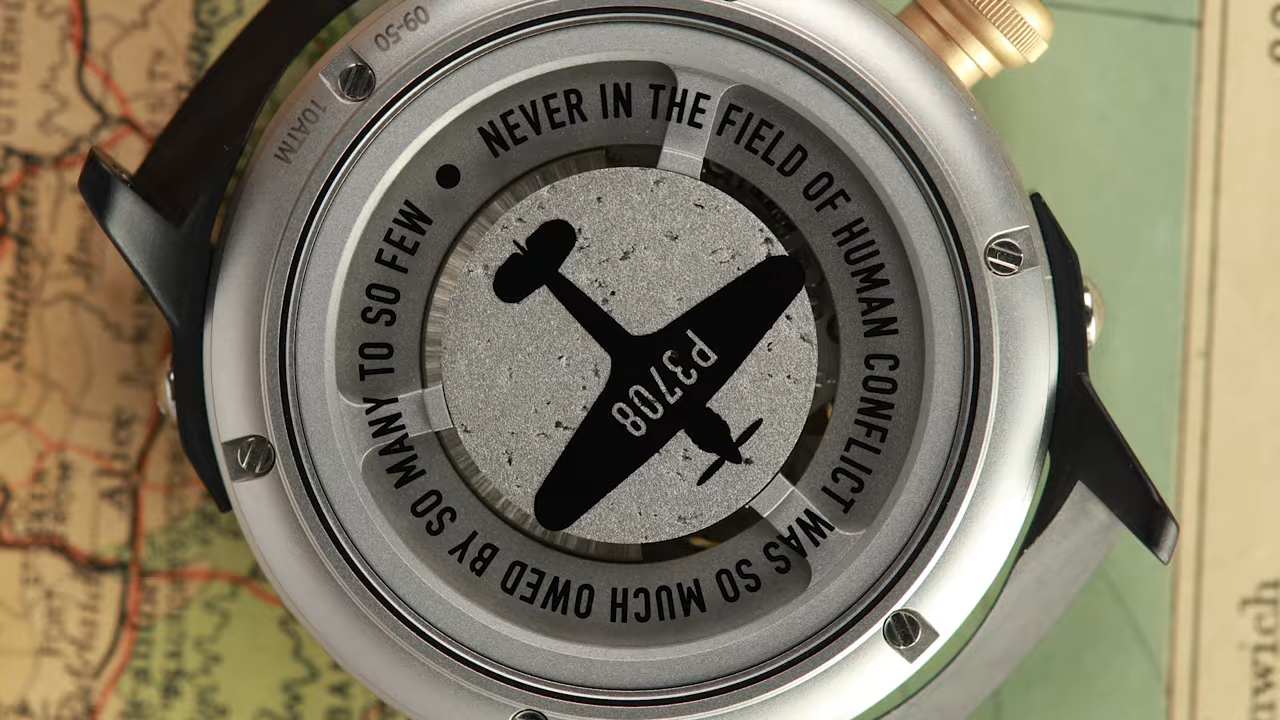 09-50
10ATM
NEVER IN THE FIELD OF HUMAN CONFLICT WAS SO MUCH OWED BY SO MANY TO SO FEW •
P3708